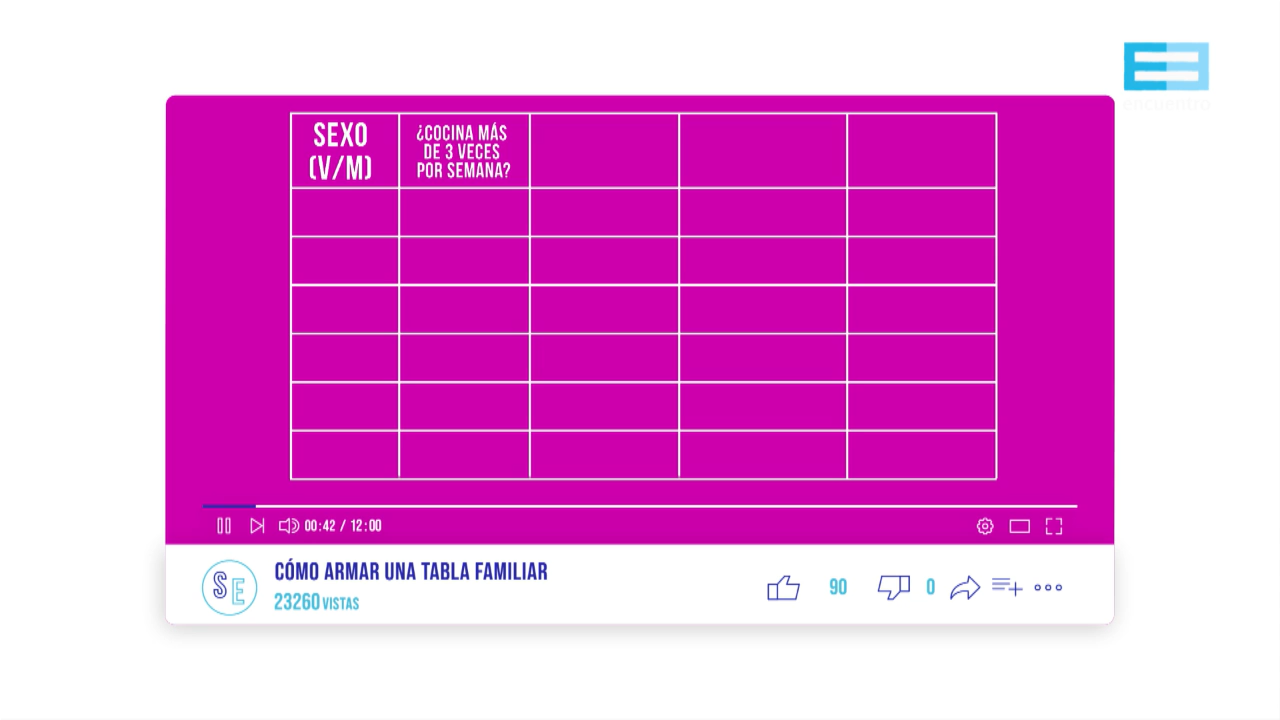 encuentro
SEXO
(V/M)
¿COCINA MÁS
DE 3 VECES
POR SEMANA?
00:42 / 12:00
SE
CÓMO ARMAR UNA TABLA FAMILIAR
23260 VISTAS
90
0